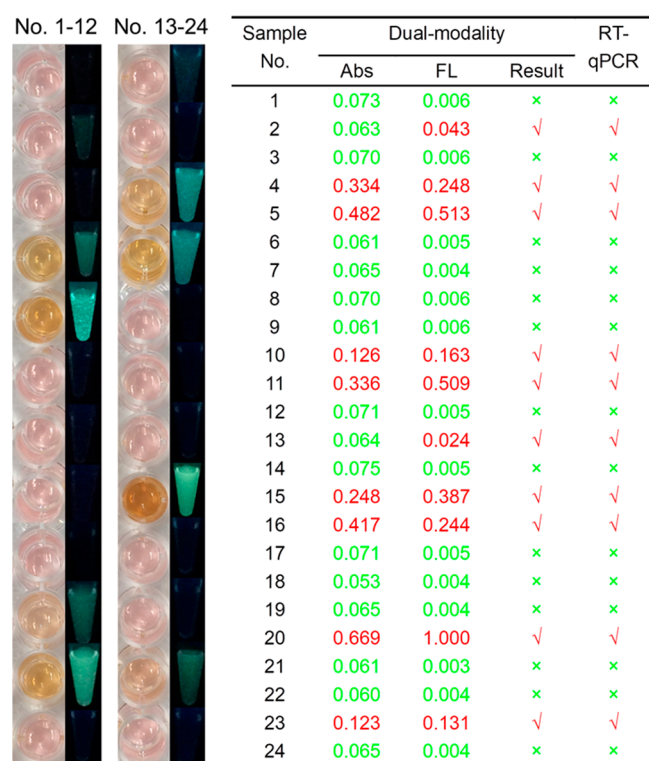 No. 1-12 No. 13-24
Sample No. Dual-modality RT-qPCR
Abs FL Result
1 0.073 0.006 × ×
2 0.063 0.043 √ √
3 0.070 0.006 × ×
4 0.334 0.248 √ √
5 0.482 0.513 √ √
6 0.061 0.005 × ×
7 0.065 0.004 × ×
8 0.070 0.006 × ×
9 0.061 0.006 × ×
10 0.126 0.163 √ √
11 0.336 0.509 √ √
12 0.071 0.005 × ×
13 0.064 0.024 √ √
14 0.075 0.005 × ×
15 0.248 0.387 √ √
16 0.417 0.244 √ √
17 0.071 0.005 × ×
18 0.053 0.004 × ×
19 0.065 0.004 × ×
20 0.669 1.000 √ √
21 0.061 0.003 × ×
22 0.060 0.004 × ×
23 0.123 0.131 √ √
24 0.065 0.004 × ×